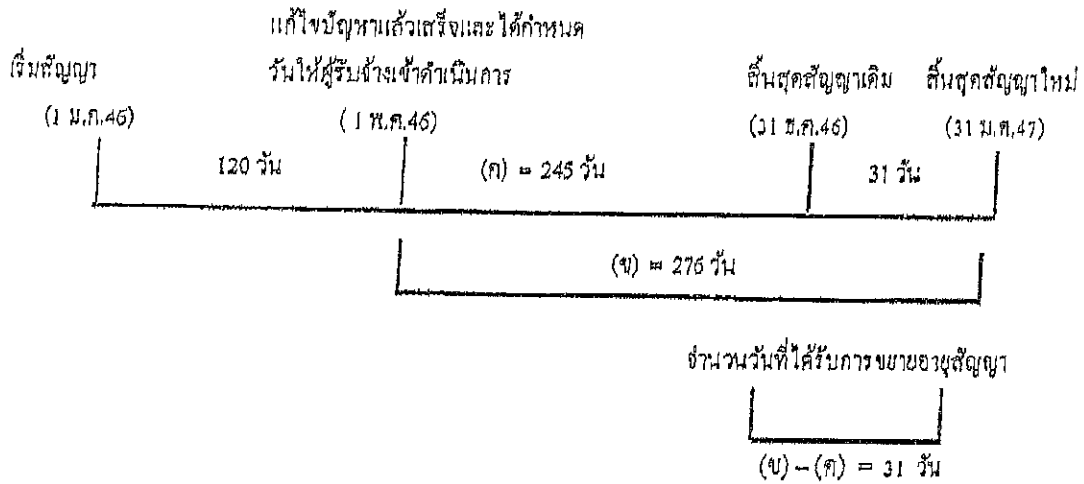 แก้ไขปัญหาแล้วเสร็จและได้กำหนด
เริ่มสัญญา
วันให้ผู้รับจ้างเข้าดำเนินการ
สิ้นสุดสัญญาเดิม
สิ้นสุดสัญญาใหม่
(1 ม.ค.46)
(1 พ.ค.46)
(31 ธ.ค.46)
(31 ม.ค.47)
120 วัน
(ค) = 245 วัน
31 วัน
(ข) = 276 วัน
จำนวนวันที่ได้รับการขยายอายุสัญญา
(ข) – (ค) = 31 วัน